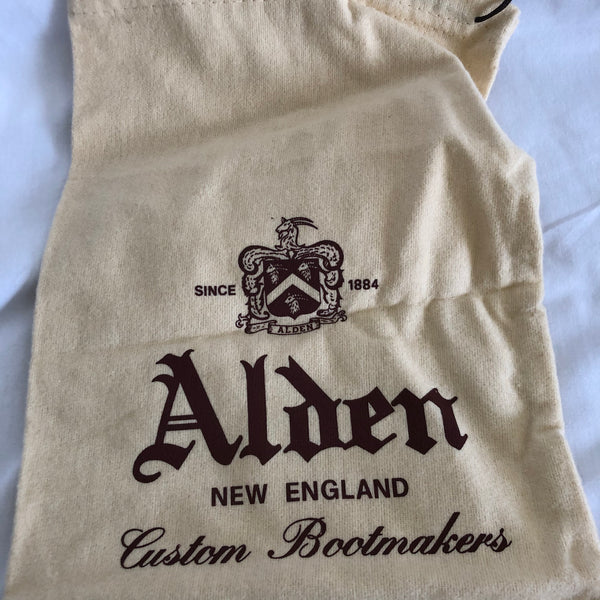 SINCE 1884
ALDEN
Alden
NEW ENGLAND
Custom Bootmakers